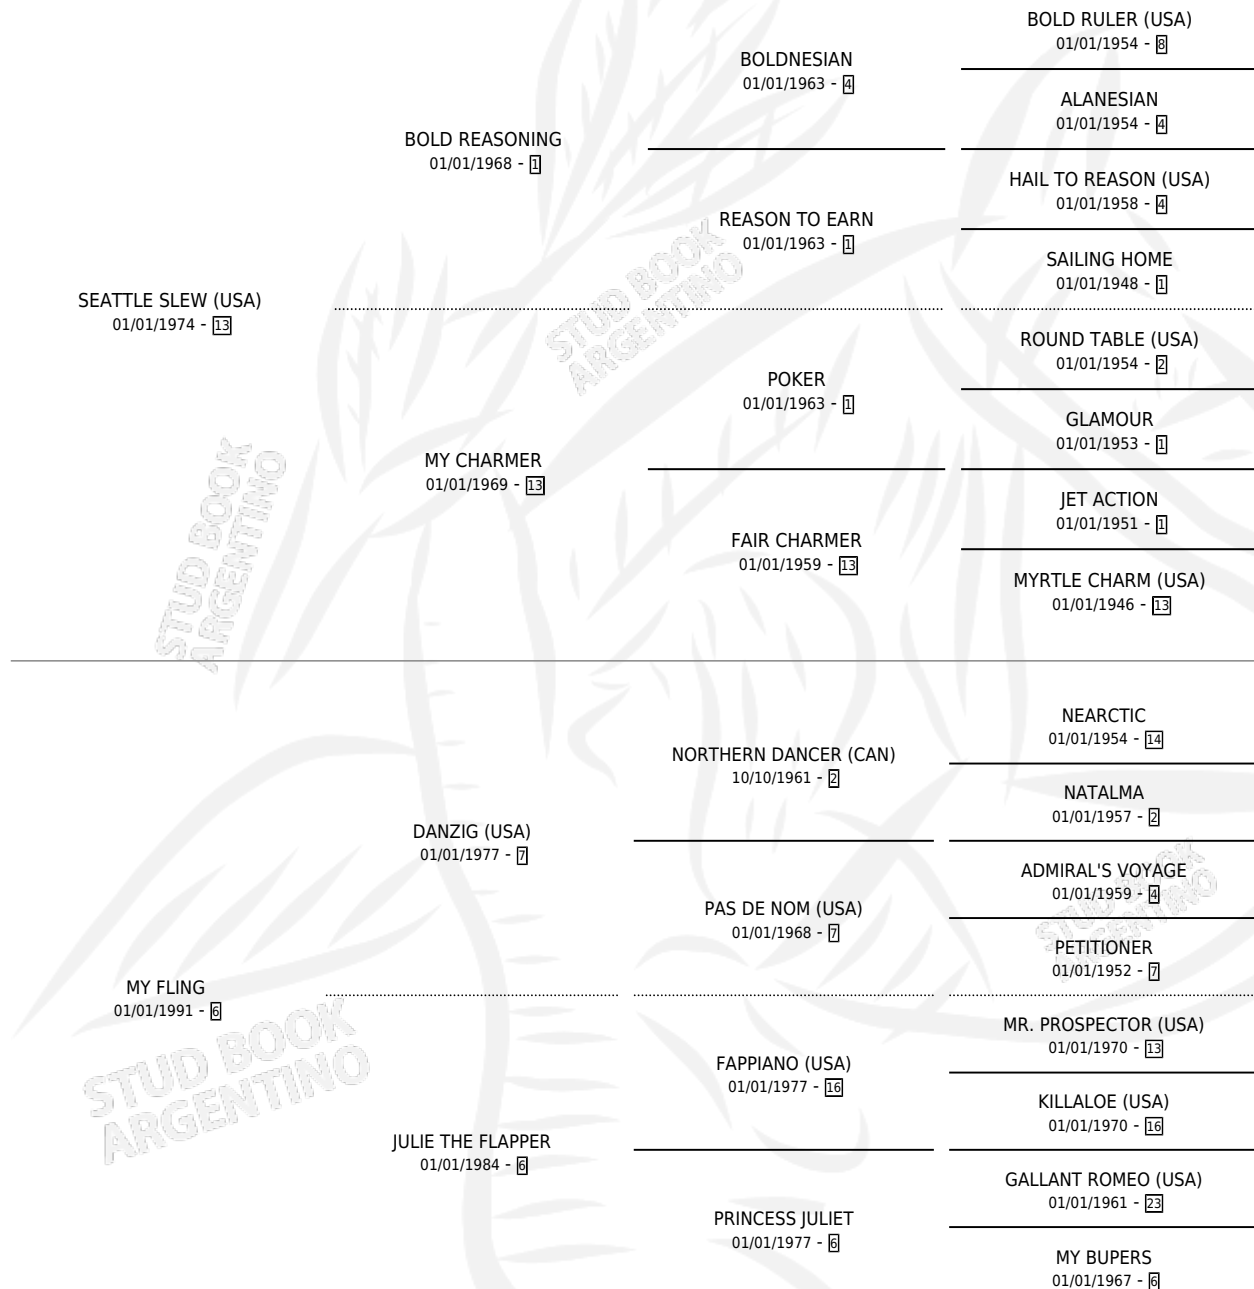 SEATTLE SLEW (USA)
01/01/1974 - 13
BOLD REASONING
01/01/1968 - 1
BOLDNESIAN
01/01/1963 - 4
BOLD RULER (USA)
01/01/1954 - 8
ALANESIAN
01/01/1954 - 4
REASON TO EARN
01/01/1963 - 1
HAIL TO REASON (USA)
01/01/1958 - 4
SAILING HOME
01/01/1948 - 1
MY CHARMER
01/01/1969 - 13
POKER
01/01/1963 - 1
ROUND TABLE (USA)
01/01/1954 - 2
GLAMOUR
01/01/1953 - 1
FAIR CHARMER
01/01/1959 - 13
JET ACTION
01/01/1951 - 1
MYRTLE CHARM (USA)
01/01/1946 - 13
MY FLING
01/01/1991 - 6
DANZIG (USA)
01/01/1977 - 7
NORTHERN DANCER (CAN)
10/10/1961 - 2
NEARCTIC
01/01/1954 - 14
NATALMA
01/01/1957 - 2
PAS DE NOM (USA)
01/01/1968 - 7
ADMIRAL'S VOYAGE
01/01/1959 - 4
PETITIONER
01/01/1952 - 7
JULIE THE FLAPPER
01/01/1984 - 6
FAPPIANO (USA)
01/01/1977 - 16
MR. PROSPECTOR (USA)
01/01/1970 - 13
KILLALOE (USA)
01/01/1970 - 16
PRINCESS JULIET
01/01/1977 - 6
GALLANT ROMEO (USA)
01/01/1961 - 23
MY BUPERS
01/01/1967 - 6
STUD BOOK
ARGENTINO
STUD BOOK
ARGENTINO
STUD BOOK
ARGENTINO
STUD BOOK
ARGENTINO